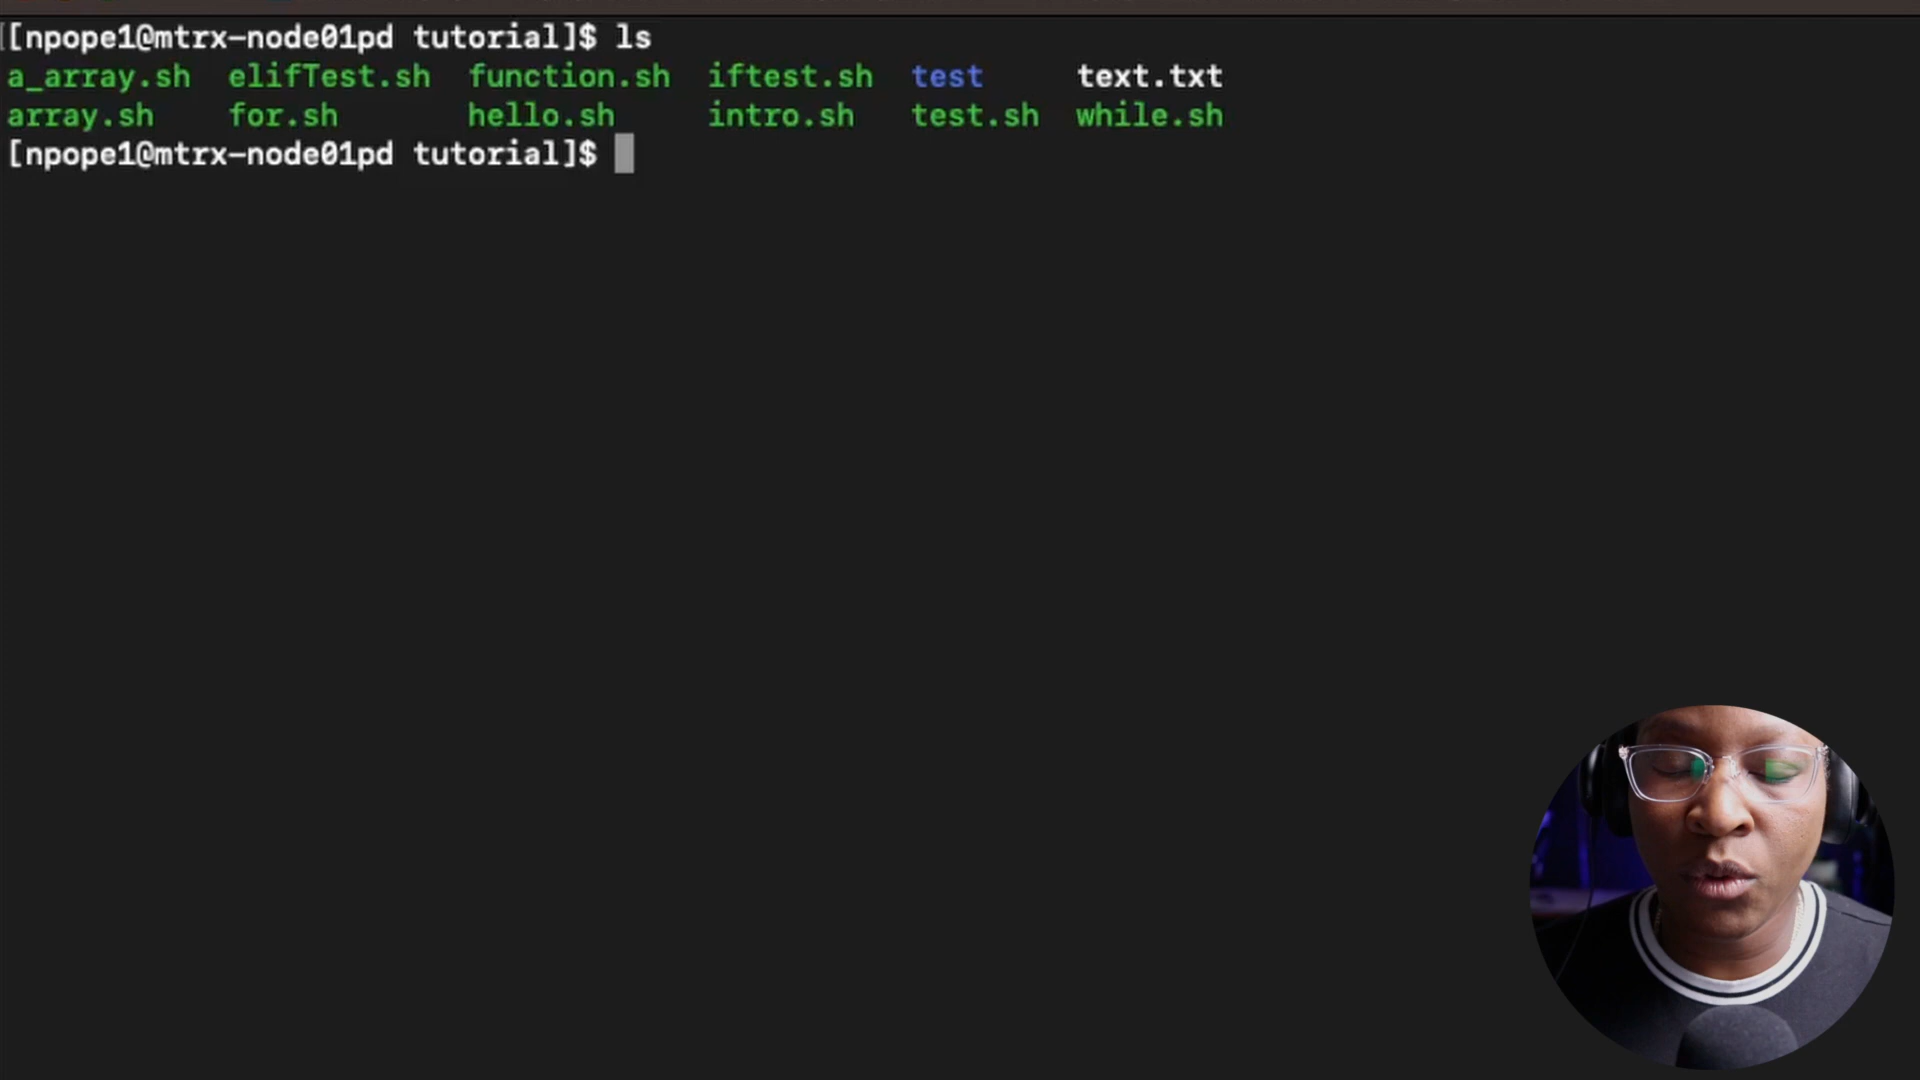 [npope1@mtrx-node01pd tutorial]$ ls
a_array.sh elifTest.sh function.sh iftest.sh test text.txt
array.sh for.sh hello.sh intro.sh test.sh while.sh
[npope1@mtrx-node01pd tutorial]$